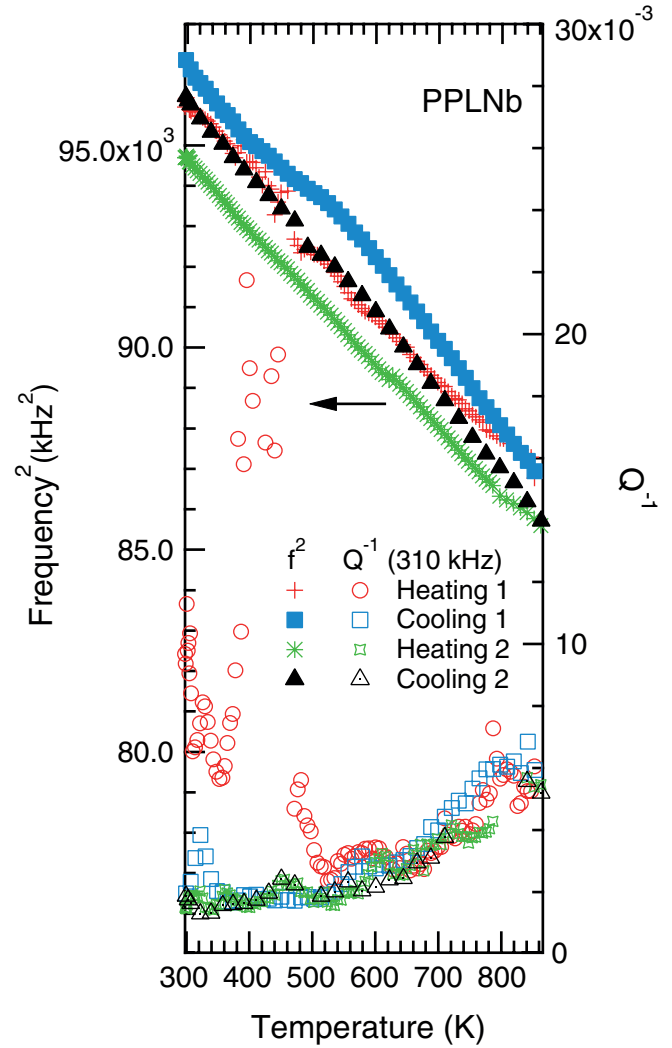 30x10⁻³
PPLNb
95.0x10³
20
90.0
Frequency² (kHz²)
Q⁻¹
85.0
f² Q⁻¹ (310 kHz)
Heating 1
Cooling 1
Heating 2
Cooling 2
10
80.0
0
300 400 500 600 700 800
Temperature (K)